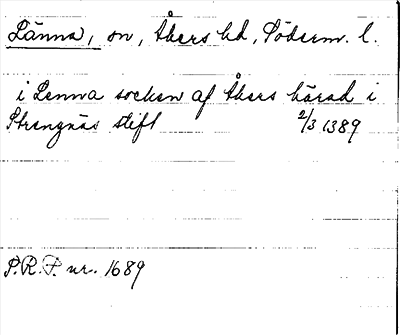 Länna, sn, Åkers hd, Söderm. l.
i Lenna socken af Åkers härad i
Strengnäs stift 2/3 1389
S.R.P. nr. 1689